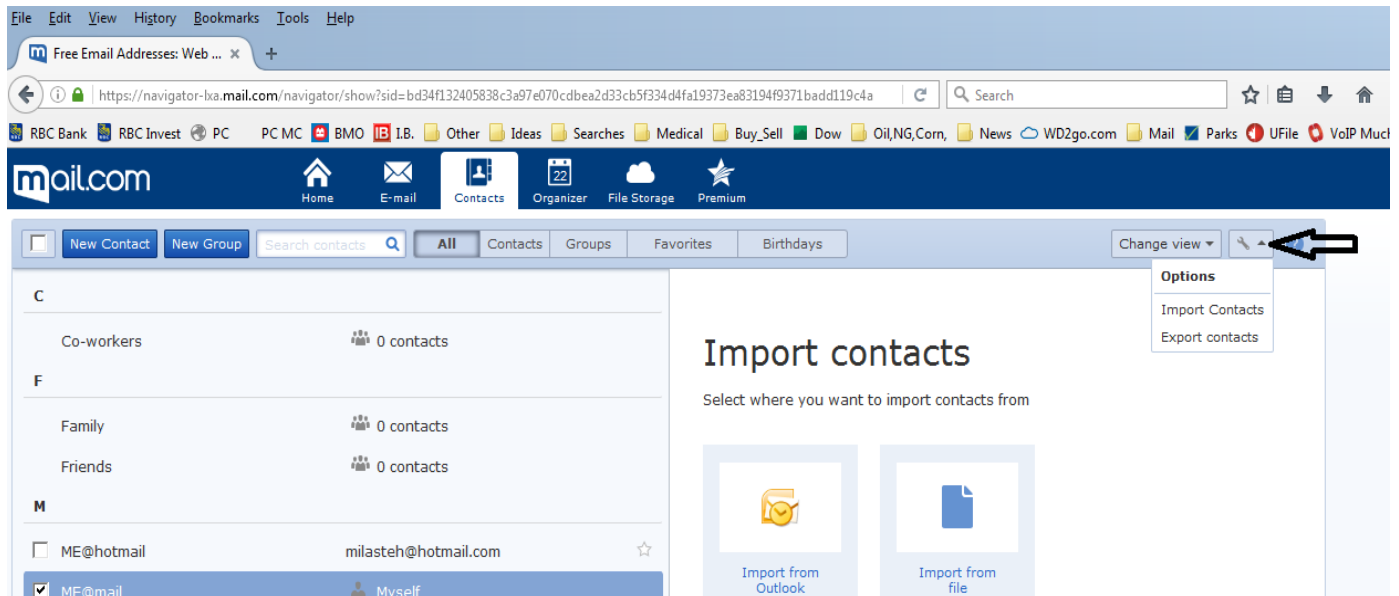 File Edit View History Bookmarks Tools Help
Free Email Addresses: Web ... × +
https://navigator-lxa.mail.com/navigator/show?sid=bd34f132405838c3a97e070cdbea2d33cb5f334d4fa19373ea83194f9371badd119c4a Search
RBC Bank RBC Invest PC PC MC BMO IB I.B. Other Ideas Searches Medical Buy_Sell Dow Oil,NG,Corn, News WD2go.com Mail Parks UFile VoIP Much
mail.com 22
Home E-mail Contacts Organizer File Storage Premium
New Contact New Group Search contacts All Contacts Groups Favorites Birthdays Change view
Options
Import Contacts
Export contacts
C
Co-workers 0 contacts
F
Family 0 contacts
Friends 0 contacts
M
ME@hotmail milasteh@hotmail.com
ME@mail Myself
Import contacts
Select where you want to import contacts from
Import from
Outlook
Import from
file